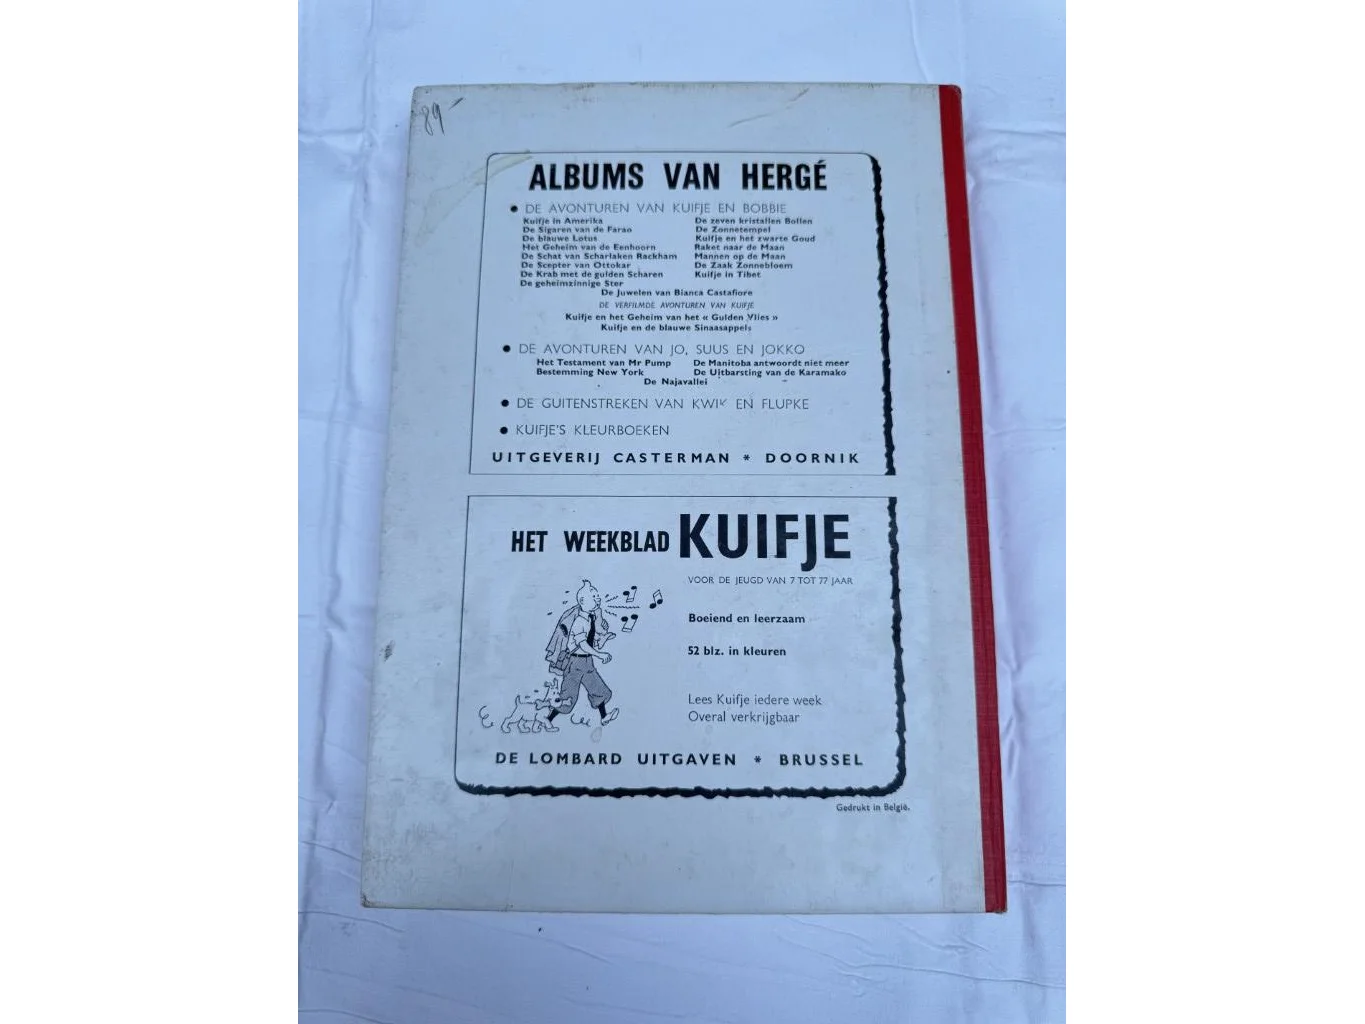 89-
ALBUMS VAN HERGÉ
● DE AVONTUREN VAN KUIFJE EN BOBBIE
Kuifje in Amerika
De Sigaren van de Farao
De blauwe Lotus
Het Geheim van de Eenhoorn
De Schat van Scharlaken Rackham
De Scepter van Ottokar
De Krab met de gulden Scharen
De geheimzinnige Ster
De zeven kristallen Bollen
De Zonnetempel
Kuifje en het zwarte Goud
Raket naar de Maan
Mannen op de Maan
De Zaak Zonnebloem
Kuifje in Tibet
De Juwelen van Bianca Castafiore
DE VERFILMDE AVONTUREN VAN KUIFJE
Kuifje en het Geheim van het « Gulden Vlies »
Kuifje en de blauwe Sinaasappels
● DE AVONTUREN VAN JO, SUUS EN JOKKO
Het Testament van Mr Pump
Bestemming New York
De Manitoba antwoordt niet meer
De Uitbarsting van de Karamako
De Najavallei
● DE GUITENSTREKEN VAN KWIK EN FLUPKE
● KUIFJE'S KLEURBOEKEN
UITGEVERIJ CASTERMAN * DOORNIK
HET WEEKBLAD KUIFJE
VOOR DE JEUGD VAN 7 TOT 77 JAAR
Boeiend en leerzaam
52 blz. in kleuren
Lees Kuifje iedere week
Overal verkrijgbaar
DE LOMBARD UITGAVEN * BRUSSEL
Gedrukt in België.